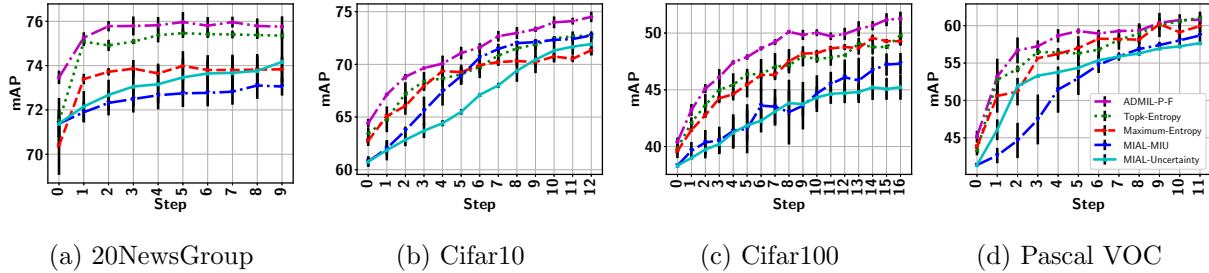 mAP
76
74
72
70
0 1 2 3 4 5 6 7 8 9
Step
(a) 20NewsGroup
mAP
75
70
65
60
0 1 2 3 4 5 6 7 8 9 10 11 12
Step
(b) Cifar10
mAP
50
45
40
0 1 2 3 4 5 6 7 8 9 10 11 12 13 14 15 16
Step
(c) Cifar100
mAP
60
55
50
45
0 1 2 3 4 5 6 7 8 9 10 11
Step
ADMIL-P-F
Topk-Entropy
Maximum-Entropy
MIAL-MIU
MIAL-Uncertainty
(d) Pascal VOC